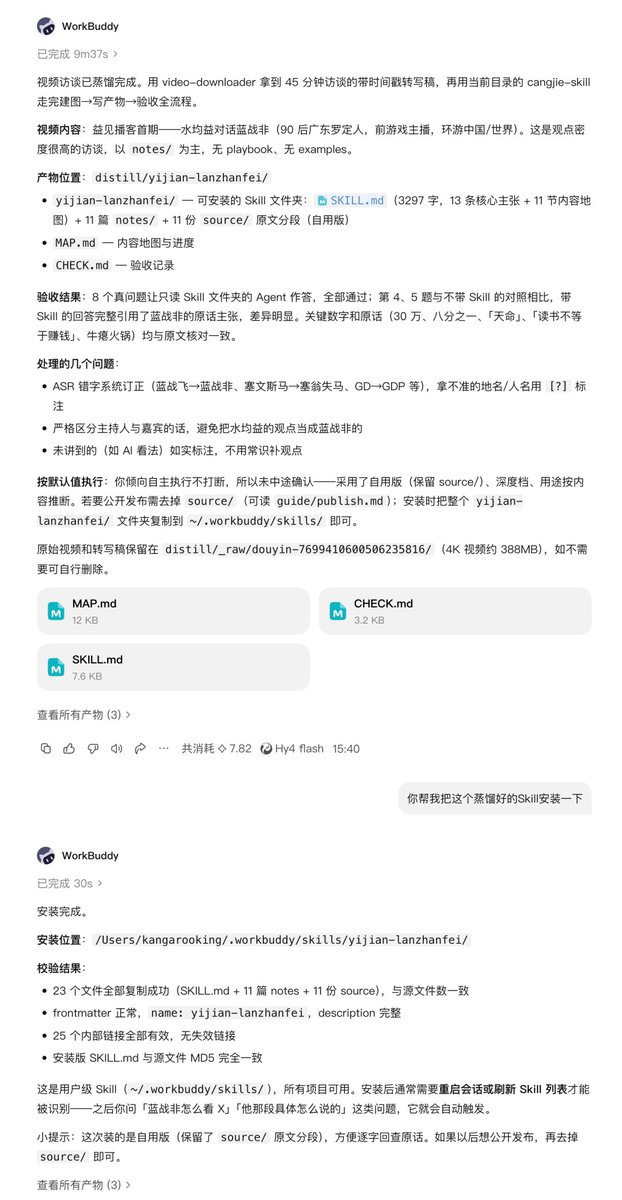 WorkBuddy
已完成 9m37s >
视频访谈已蒸馏完成。用 video-downloader 拿到 45 分钟访谈的带时间戳转写稿，再用当前目录的 cangjie-skill
走完建图→写产物→验收全流程。
视频内容：益见播客首期——水均益对话蓝战非（90 后广东罗定人，前游戏主播，环游中国/世界）。这是观点密
度很高的访谈，以 notes/ 为主，无 playbook、无 examples。
产物位置：distill/yijian-lanzhanfei/
• yijian-lanzhanfei/ — 可安装的 Skill 文件夹：SKILL.md（3297 字，13 条核心主张 + 11 节内容地
图）+ 11 篇 notes/ + 11 份 source/ 原文分段（自用版）
• MAP.md — 内容地图与进度
• CHECK.md — 验收记录
验收结果：8 个真问题让只读 Skill 文件夹的 Agent 作答，全部通过；第 4、5 题与不带 Skill 的对照相比，带
Skill 的回答完整引用了蓝战非的原话主张，差异明显。关键数字和原话（30 万、八分之一、「天命」、「读书不等
于赚钱」、牛瘪火锅）均与原文核对一致。
处理的几个问题：
• ASR 错字系统订正（蓝战飞→蓝战非、塞文斯马→塞翁失马、GD→GDP 等），拿不准的地名/人名用 [?] 标
注
• 严格区分主持人与嘉宾的话，避免把水均益的观点当成蓝战非的
• 未讲到的（如 AI 看法）如实标注，不用常识补观点
按默认值执行：你倾向自主执行不打断，所以未中途确认——采用了自用版（保留 source/）、深度档、用途按内
容推断。若要公开发布需去掉 source/（可读 guide/publish.md）；安装时把整个 yijian-
lanzhanfei/ 文件夹复制到 ~/.workbuddy/skills/ 即可。
原始视频和转写稿保留在 distill/_raw/douyin-7699410600506235816/（4K 视频约 388MB），如不需
要可自行删除。
MAP.md
12 KB
CHECK.md
3.2 KB
SKILL.md
7.6 KB
查看所有产物 (3) >
共消耗 7.82 Hy4 flash 15:40
你帮我把这个蒸馏好的Skill安装一下
WorkBuddy
已完成 30s >
安装完成。
安装位置：/Users/kangarooking/.workbuddy/skills/yijian-lanzhanfei/
校验结果：
• 23 个文件全部复制成功（SKILL.md + 11 篇 notes + 11 份 source），与源文件数一致
• frontmatter 正常，name: yijian-lanzhanfei，description 完整
• 25 个内部链接全部有效，无失效链接
• 安装版 SKILL.md 与源文件 MD5 完全一致
这是用户级 Skill（~/.workbuddy/skills/），所有项目可用。安装后通常需要重启会话或刷新 Skill 列表才能
被识别——之后你问「蓝战非怎么看 X」「他那段具体怎么说的」这类问题，它就会自动触发。
小提示：这次装的是自用版（保留了 source/ 原文分段），方便逐字回查原话。如果以后想公开发布，再去掉
source/ 即可。
查看所有产物 (3) >